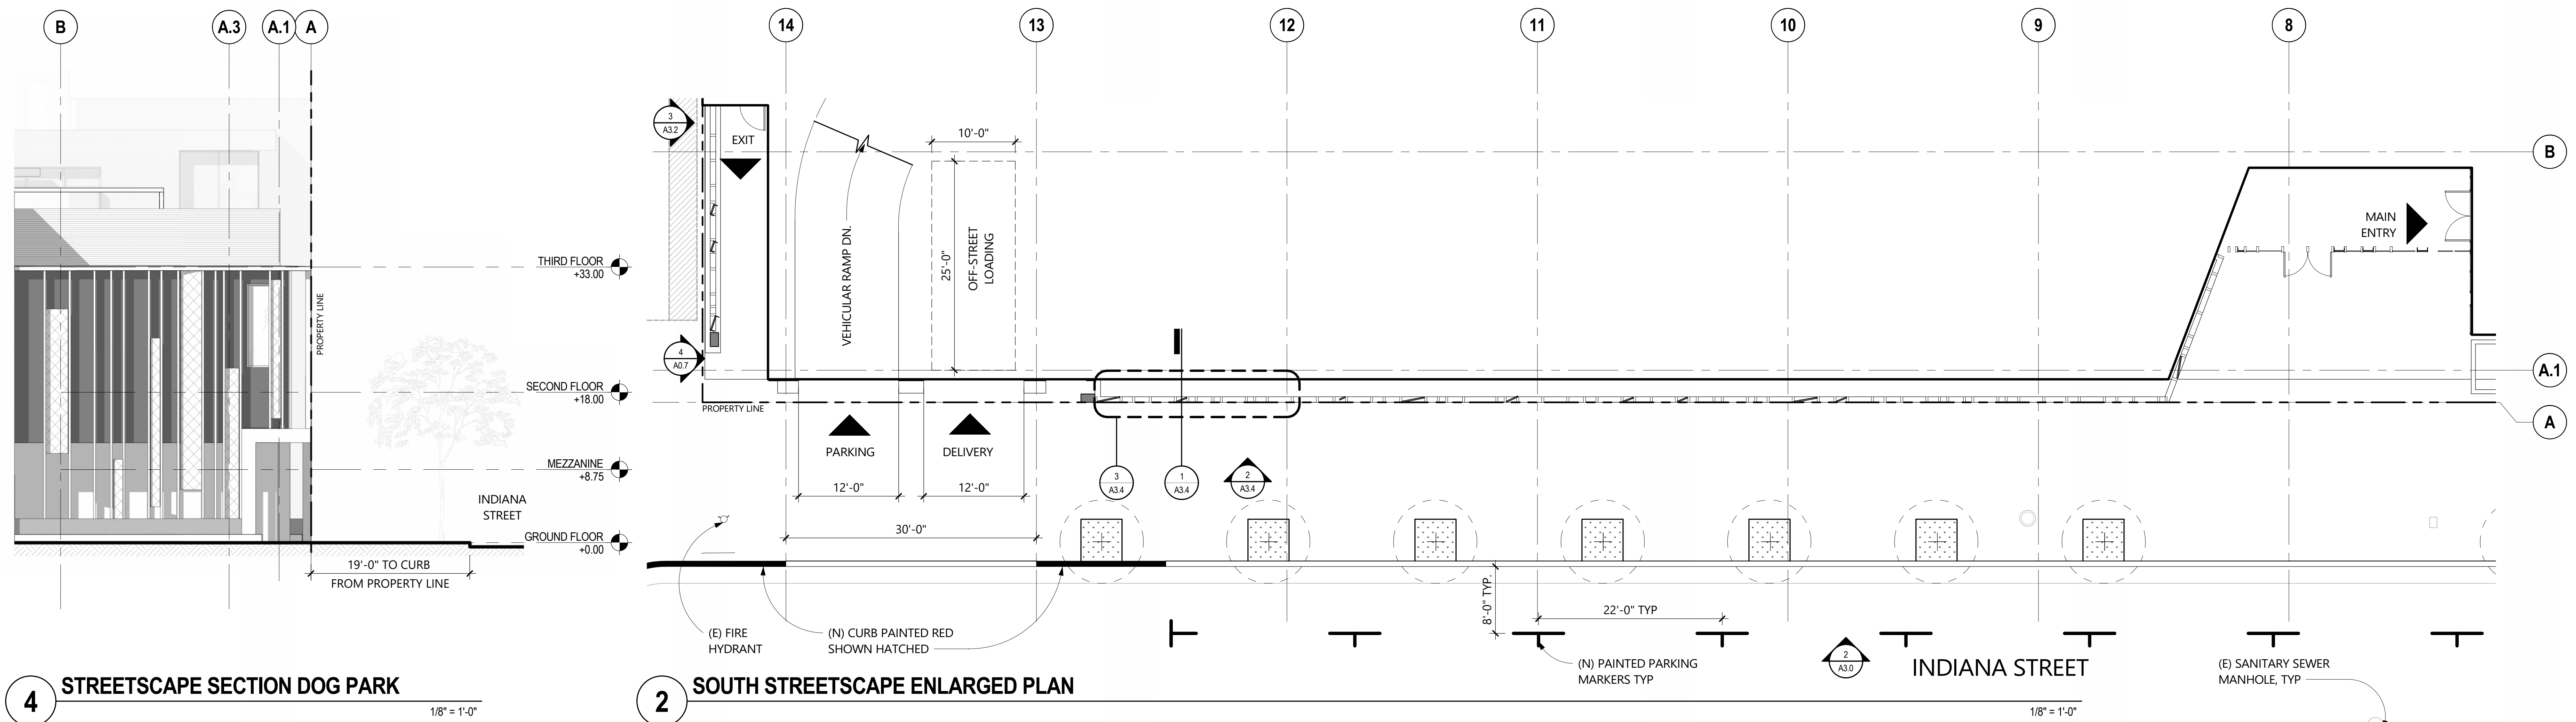 B
A.3
A.1
A
PROPERTY LINE
THIRD FLOOR
+33.00
SECOND FLOOR
+18.00
MEZZANINE
+8.75
INDIANA
STREET
GROUND FLOOR
+0.00
19'-0" TO CURB
FROM PROPERTY LINE
4
STREETSCAPE SECTION DOG PARK
1/8" = 1'-0"
14
13
12
11
10
9
8
3
A3.2
EXIT
10'-0"
B
VEHICULAR RAMP DN.
25'-0"
OFF-STREET
LOADING
MAIN
ENTRY
4
A0.7
A.1
PROPERTY LINE
A
PARKING
DELIVERY
3
A3.4
1
A3.4
2
A3.4
12'-0"
12'-0"
30'-0"
8'-0" TYP.
22'-0" TYP
(E) FIRE
HYDRANT
(N) CURB PAINTED RED
SHOWN HATCHED
(N) PAINTED PARKING
MARKERS TYP
2
A3.0
INDIANA STREET
(E) SANITARY SEWER
MANHOLE, TYP
2
SOUTH STREETSCAPE ENLARGED PLAN
1/8" = 1'-0"